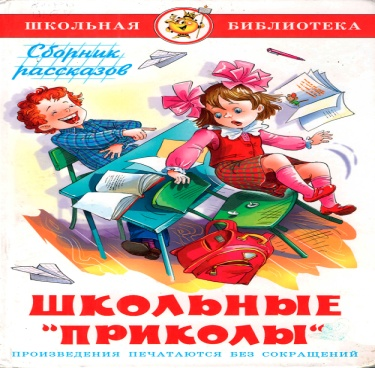 ШКОЛЬНАЯ БИБЛИОТЕКА
Сборник
рассказов
ШКОЛЬНЫЕ
"ПРИКОЛЫ"
ПРОИЗВЕДЕНИЯ ПЕЧАТАЮТСЯ БЕЗ СОКРАЩЕНИЙ